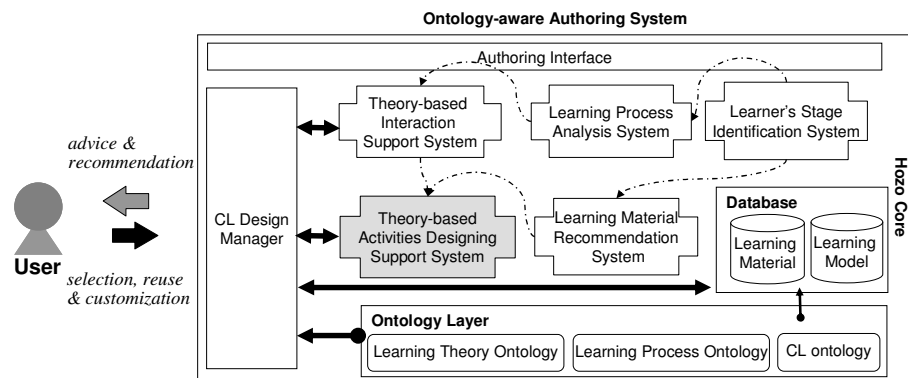 Ontology-aware Authoring System
Authoring Interface
Theory-based
Interaction
Support System
Learning Process
Analysis System
Learner's Stage
Identification System
advice &
recommendation
User
selection, reuse
& customization
CL Design
Manager
Theory-based
Activities Designing
Support System
Learning Material
Recommendation
System
Hozo Core
Database
Learning
Material
Learning
Model
Ontology Layer
Learning Theory Ontology
Learning Process Ontology
CL ontology